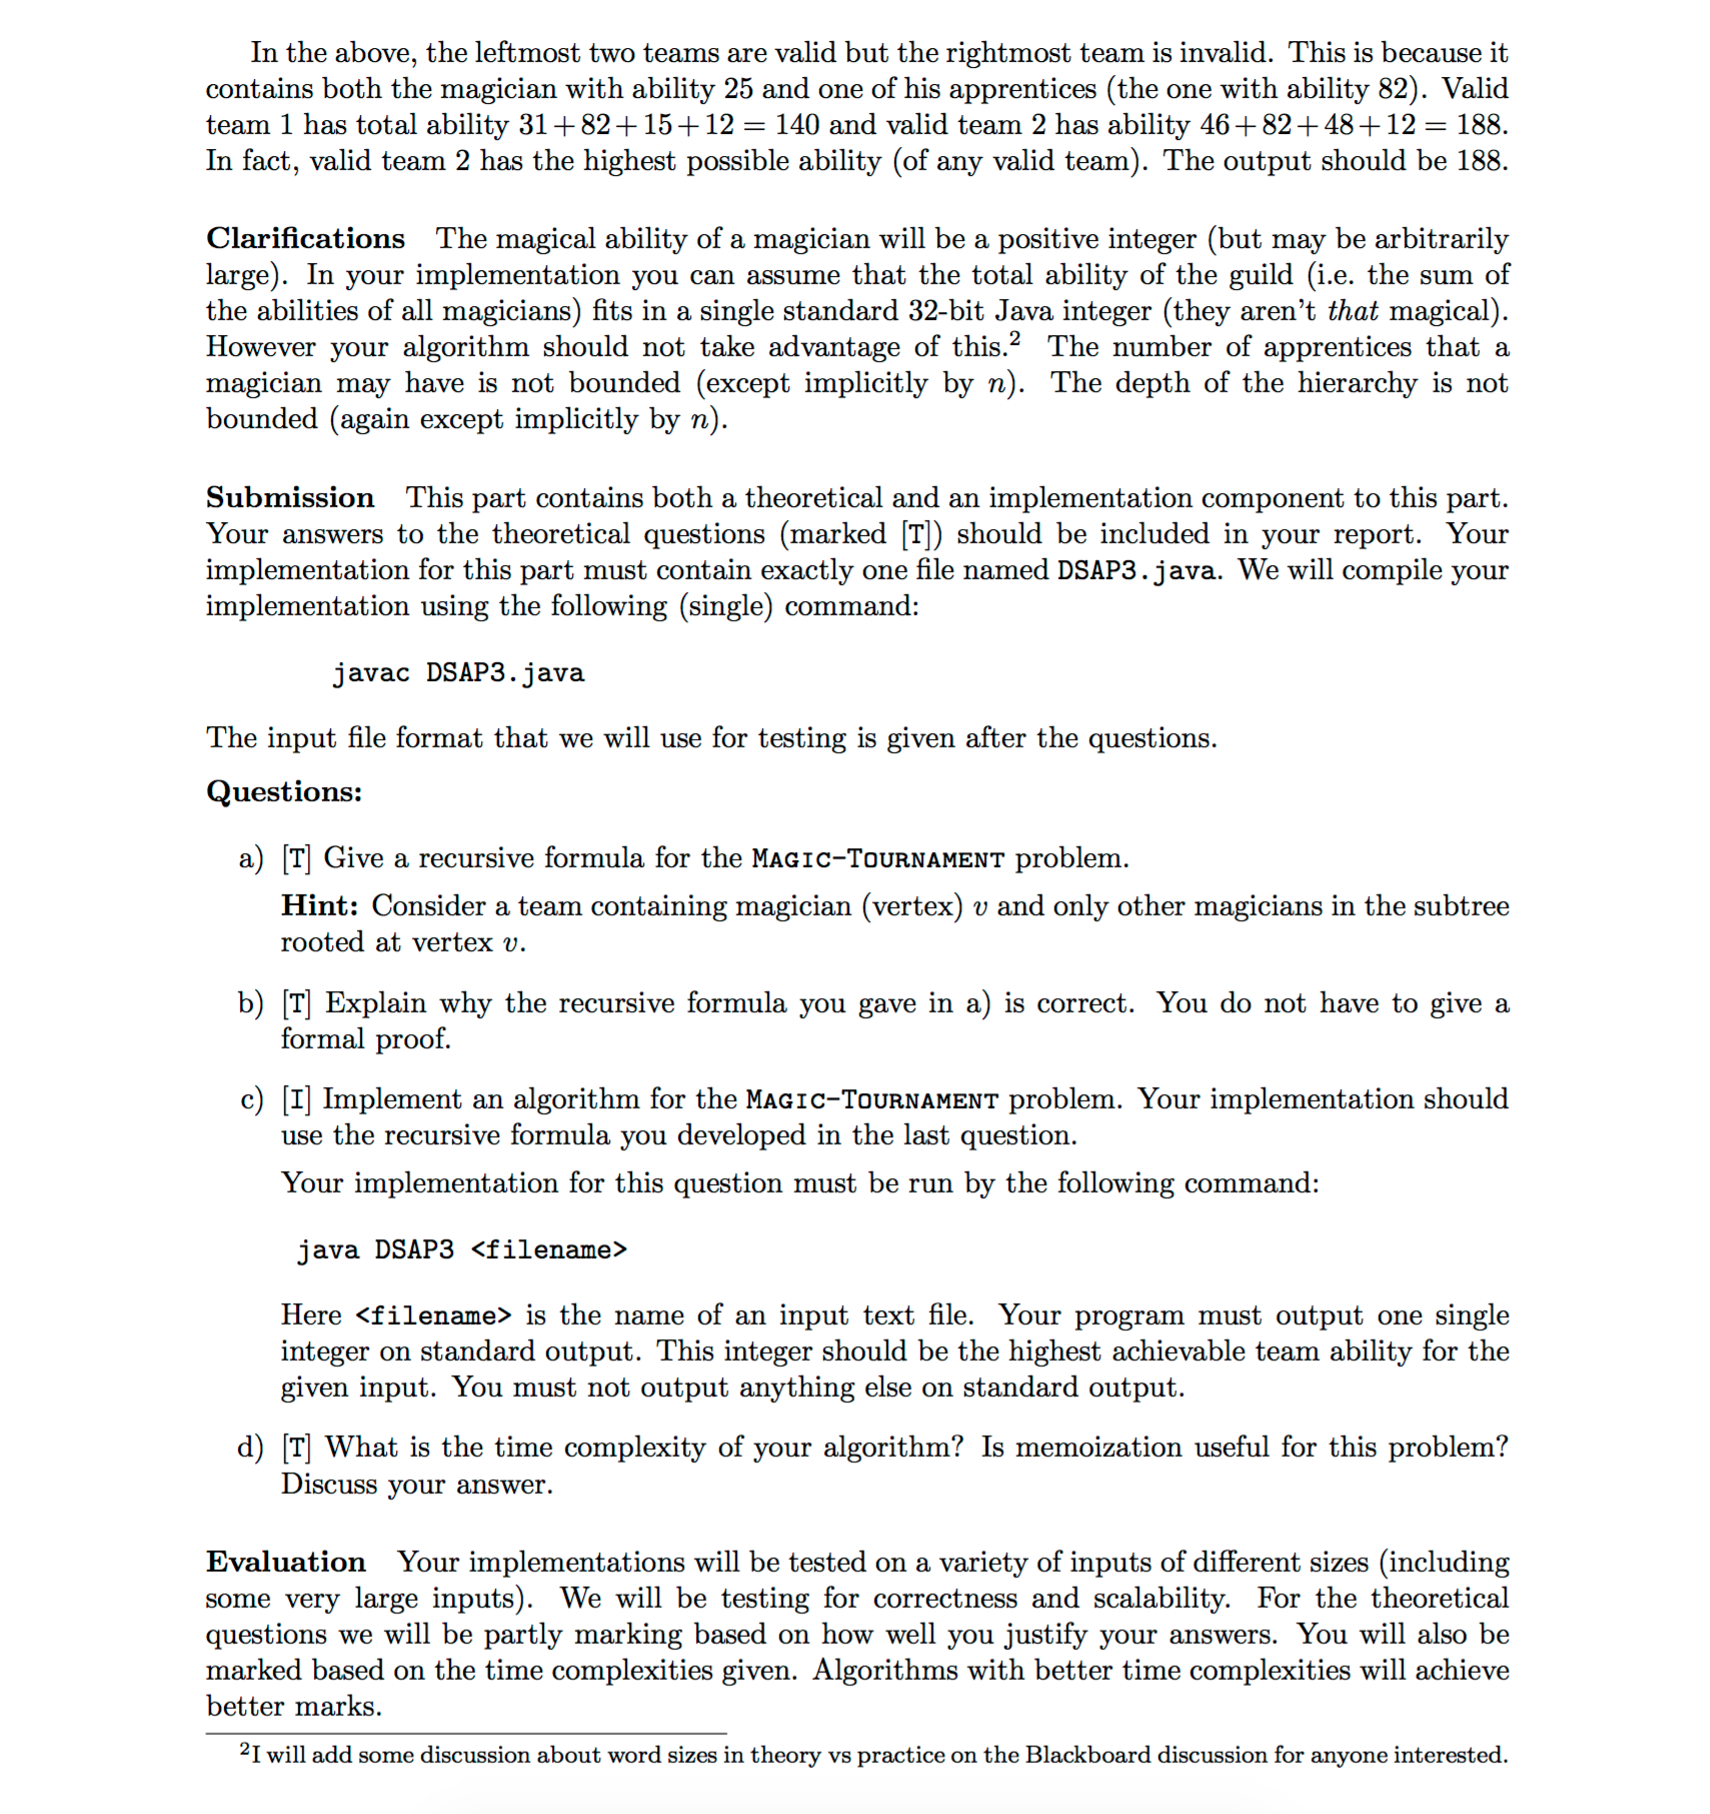 In the above, the leftmost two teams are valid but the rightmost team is invalid. This is because it
contains both the magician with ability 25 and one of his apprentices (the one with ability 82). Valid
team 1 has total ability 31+82+15+12 = 140 and valid team 2 has ability 46+82+48+12 = 188.
In fact, valid team 2 has the highest possible ability (of any valid team). The output should be 188.
Clarifications The magical ability of a magician will be a positive integer (but may be arbitrarily
large). In your implementation you can assume that the total ability of the guild (i.e. the sum of
the abilities of all magicians) fits in a single standard 32-bit Java integer (they aren't that magical).
However your algorithm should not take advantage of this.² The number of apprentices that a
magician may have is not bounded (except implicitly by n). The depth of the hierarchy is not
bounded (again except implicitly by n).
Submission This part contains both a theoretical and an implementation component to this part.
Your answers to the theoretical questions (marked [T]) should be included in your report. Your
implementation for this part must contain exactly one file named DSAP3.java. We will compile your
implementation using the following (single) command:
javac DSAP3.java
The input file format that we will use for testing is given after the questions.
Questions:
a) [T] Give a recursive formula for the MAGIC-TOURNAMENT problem.
Hint: Consider a team containing magician (vertex) v and only other magicians in the subtree
rooted at vertex v.
b) [T] Explain why the recursive formula you gave in a) is correct. You do not have to give a
formal proof.
c) [I] Implement an algorithm for the MAGIC-TOURNAMENT problem. Your implementation should
use the recursive formula you developed in the last question.
Your implementation for this question must be run by the following command:
java DSAP3 <filename>
Here <filename> is the name of an input text file. Your program must output one single
integer on standard output. This integer should be the highest achievable team ability for the
given input. You must not output anything else on standard output.
d) [T] What is the time complexity of your algorithm? Is memoization useful for this problem?
Discuss your answer.
Evaluation Your implementations will be tested on a variety of inputs of different sizes (including
some very large inputs). We will be testing for correctness and scalability. For the theoretical
questions we will be partly marking based on how well you justify your answers. You will also be
marked based on the time complexities given. Algorithms with better time complexities will achieve
better marks.
²I will add some discussion about word sizes in theory vs practice on the Blackboard discussion for anyone interested.